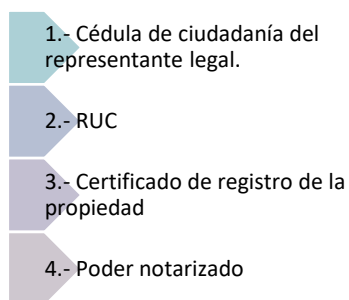 1.- Cédula de ciudadanía del
representante legal.
2.- RUC
3.- Certificado de registro de la
propiedad
4.- Poder notarizado